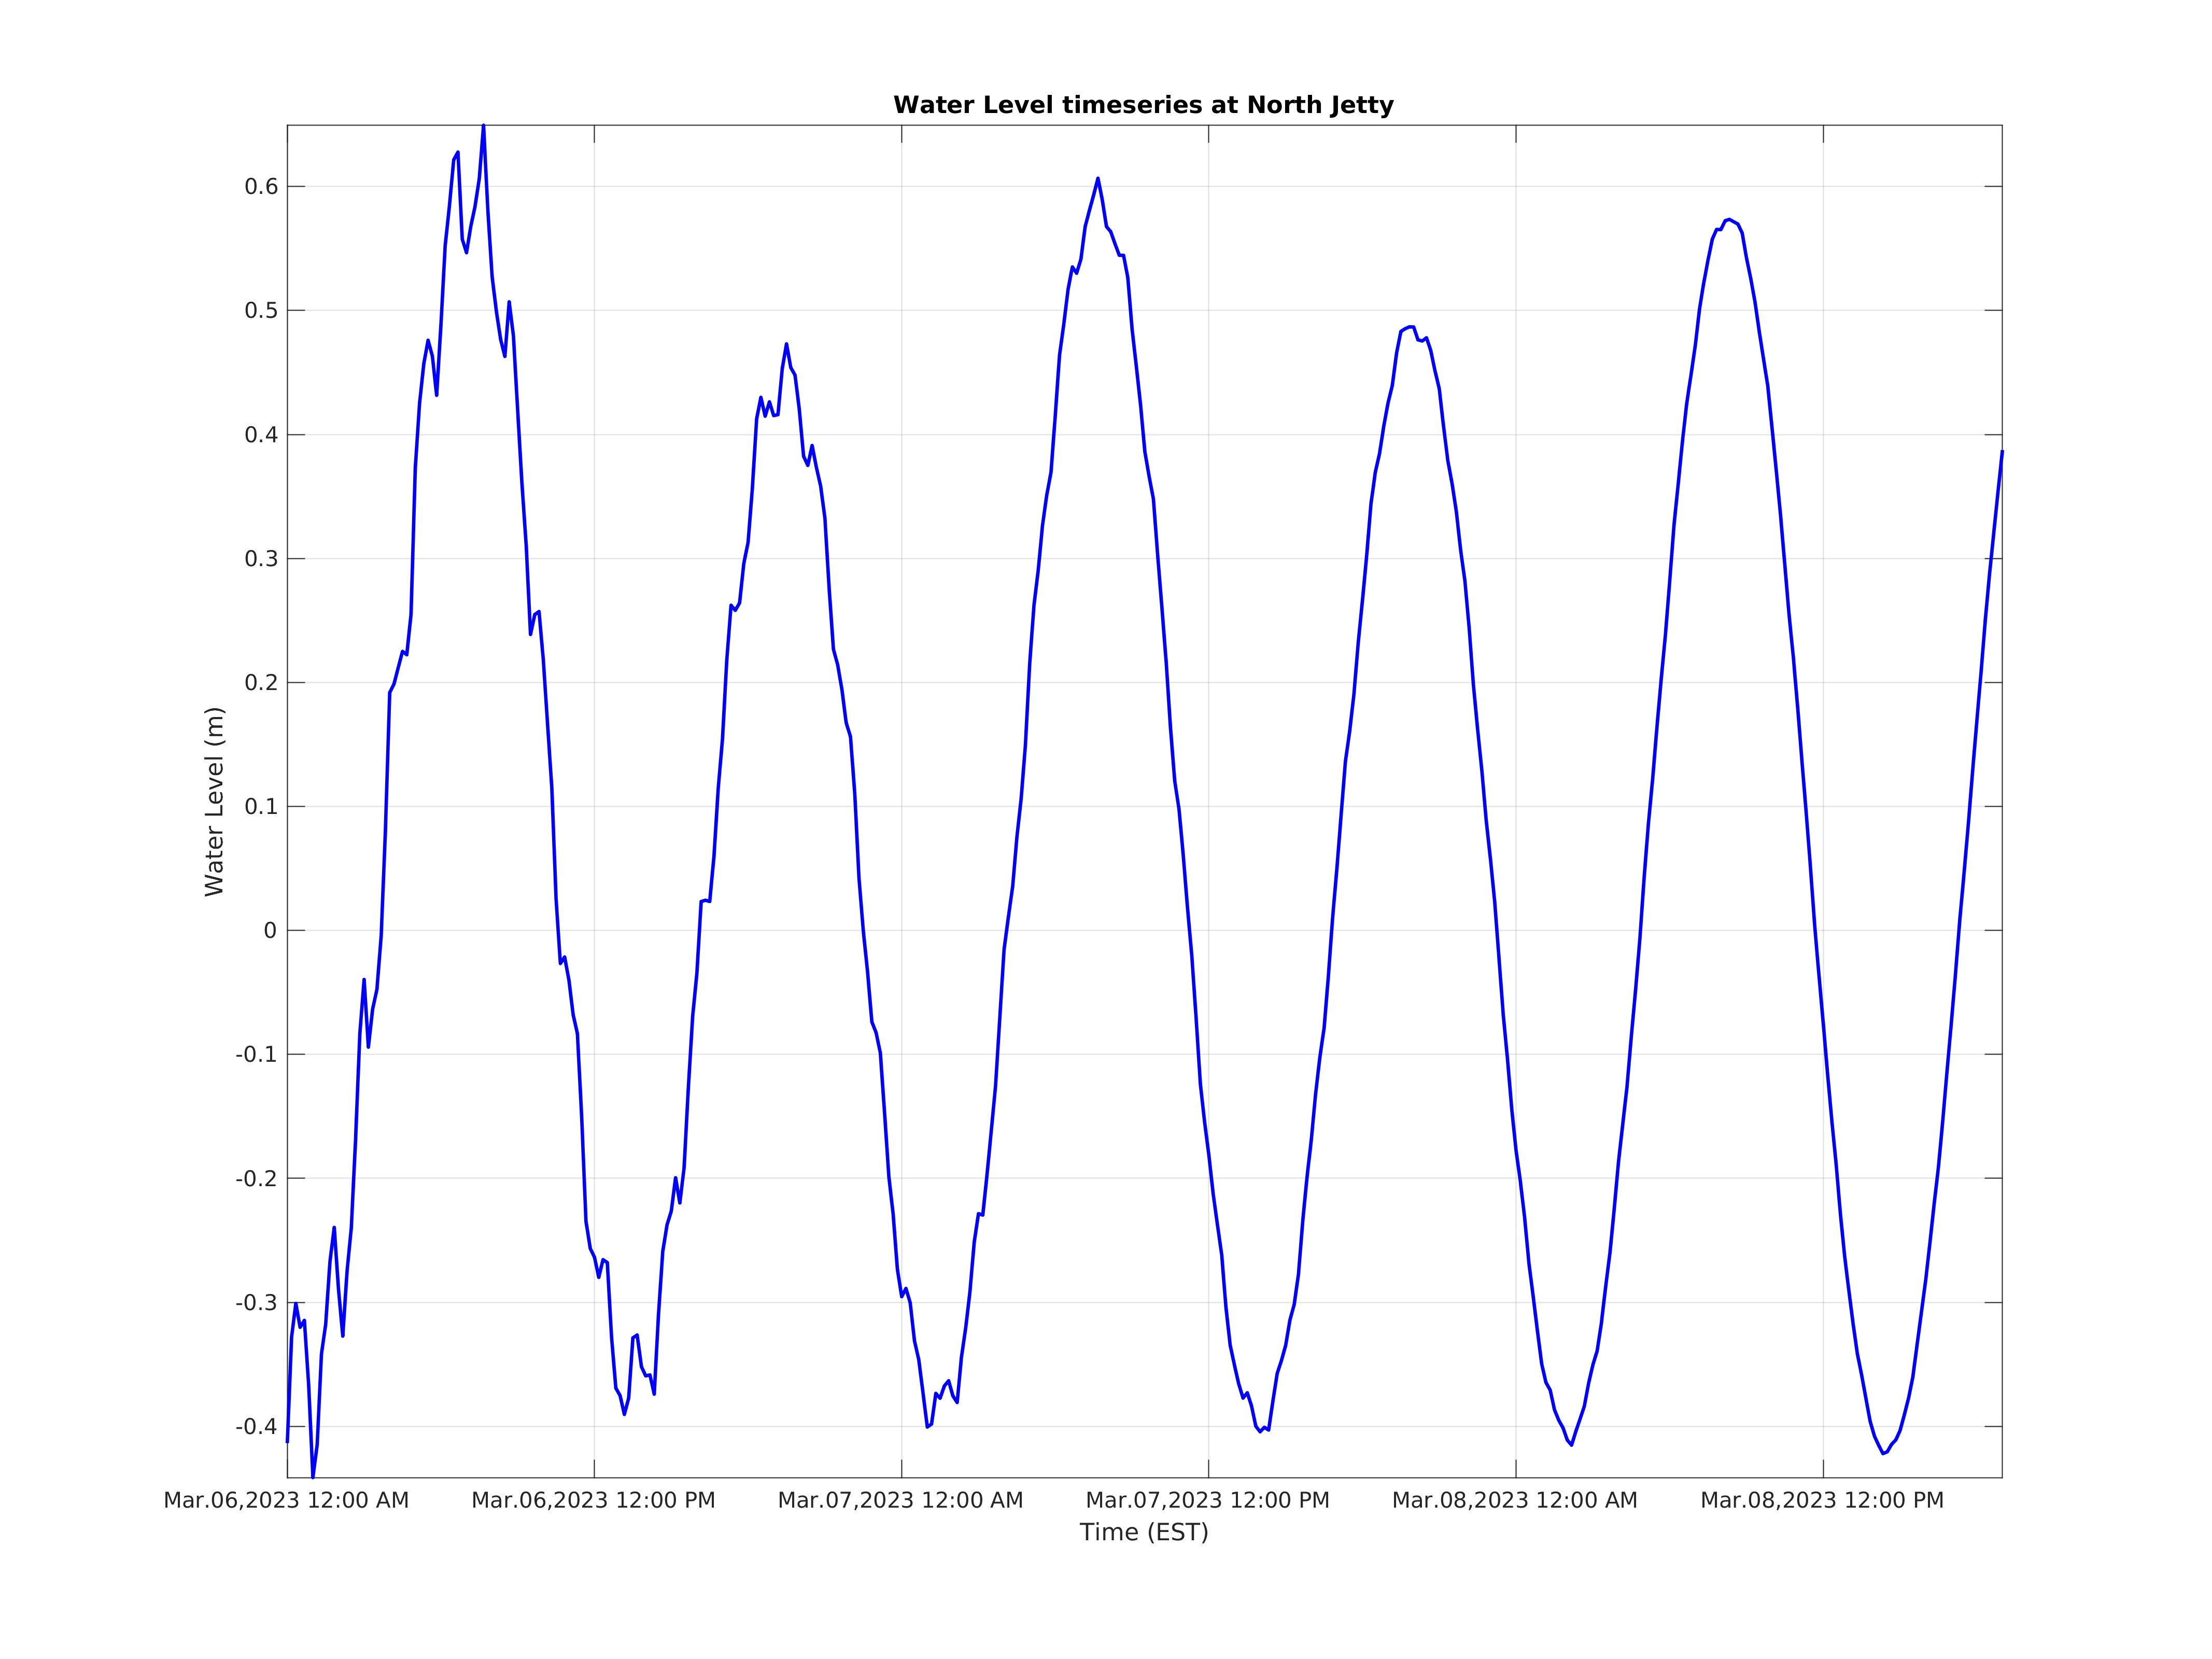 Water Level timeseries at North Jetty
0.6
0.5
0.4
0.3
0.2
0.1
0
-0.1
-0.2
-0.3
-0.4
Water Level (m)
Mar.06,2023 12:00 AM Mar.06,2023 12:00 PM Mar.07,2023 12:00 AM Mar.07,2023 12:00 PM Mar.08,2023 12:00 AM Mar.08,2023 12:00 PM
Time (EST)